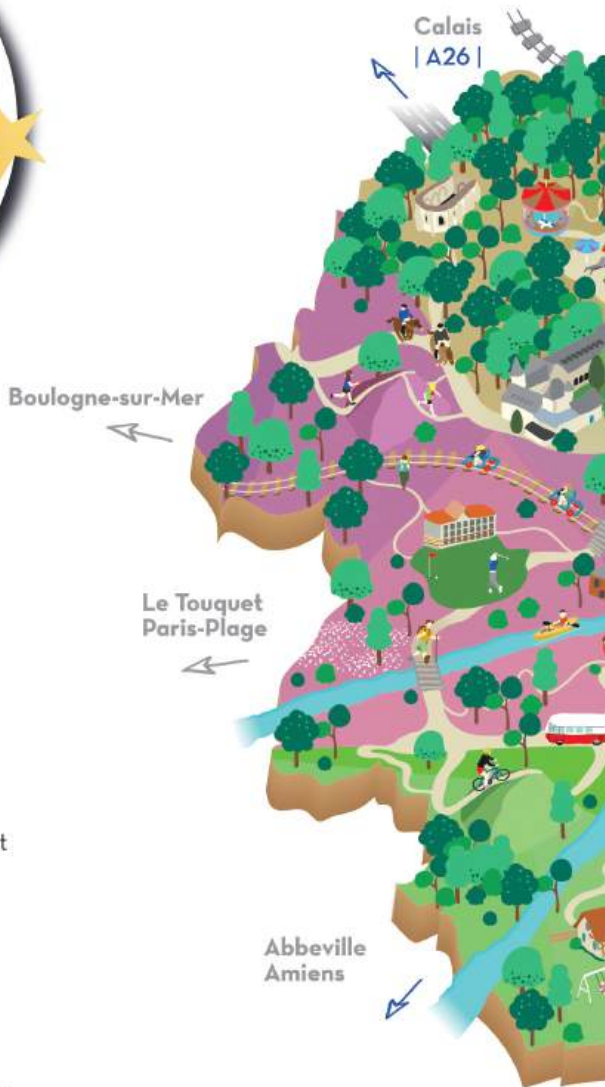 Calais
| A26 |
Boulogne-sur-Mer
Le Touquet
Paris-Plage
t
Abbeville
Amiens